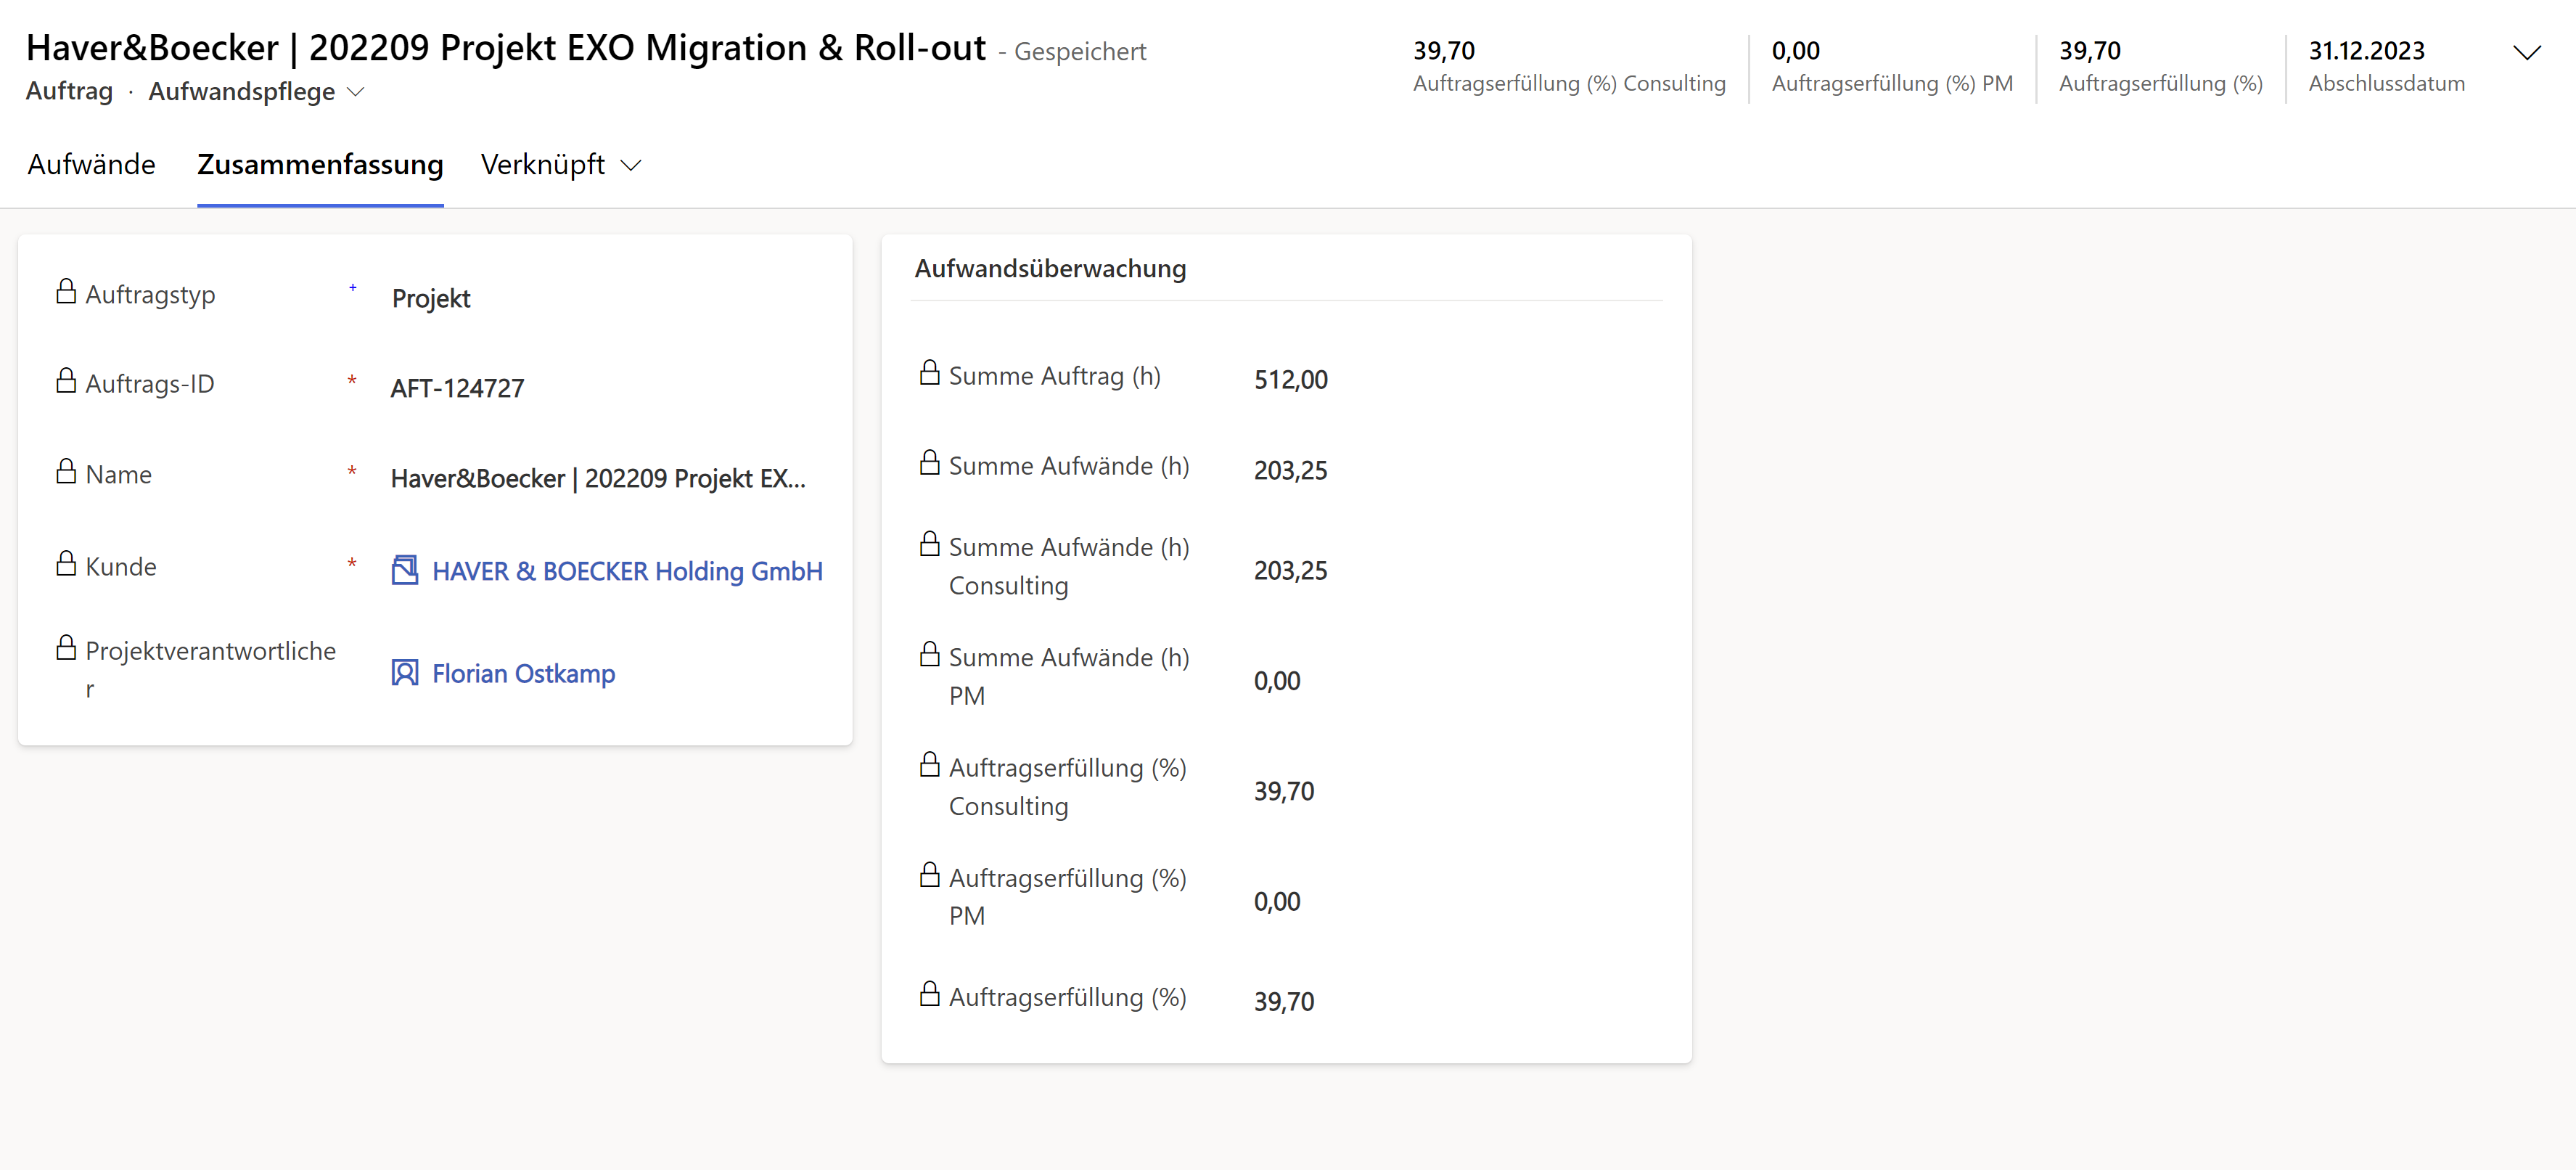 Haver&Boecker | 202209 Projekt EXO Migration & Roll-out - Gespeichert
Auftrag · Aufwandspflege
39,70
Auftragserfüllung (%) Consulting
0,00
Auftragserfüllung (%) PM
39,70
Auftragserfüllung (%)
31.12.2023
Abschlussdatum
Aufwände Zusammenfassung Verknüpft
Auftragstyp + Projekt
Auftrags-ID * AFT-124727
Name * Haver&Boecker | 202209 Projekt EX...
Kunde * HAVER & BOECKER Holding GmbH
Projektverantwortliche
r
Florian Ostkamp
Aufwandsüberwachung
Summe Auftrag (h) 512,00
Summe Aufwände (h) 203,25
Summe Aufwände (h)
Consulting
203,25
Summe Aufwände (h)
PM
0,00
Auftragserfüllung (%)
Consulting
39,70
Auftragserfüllung (%)
PM
0,00
Auftragserfüllung (%) 39,70